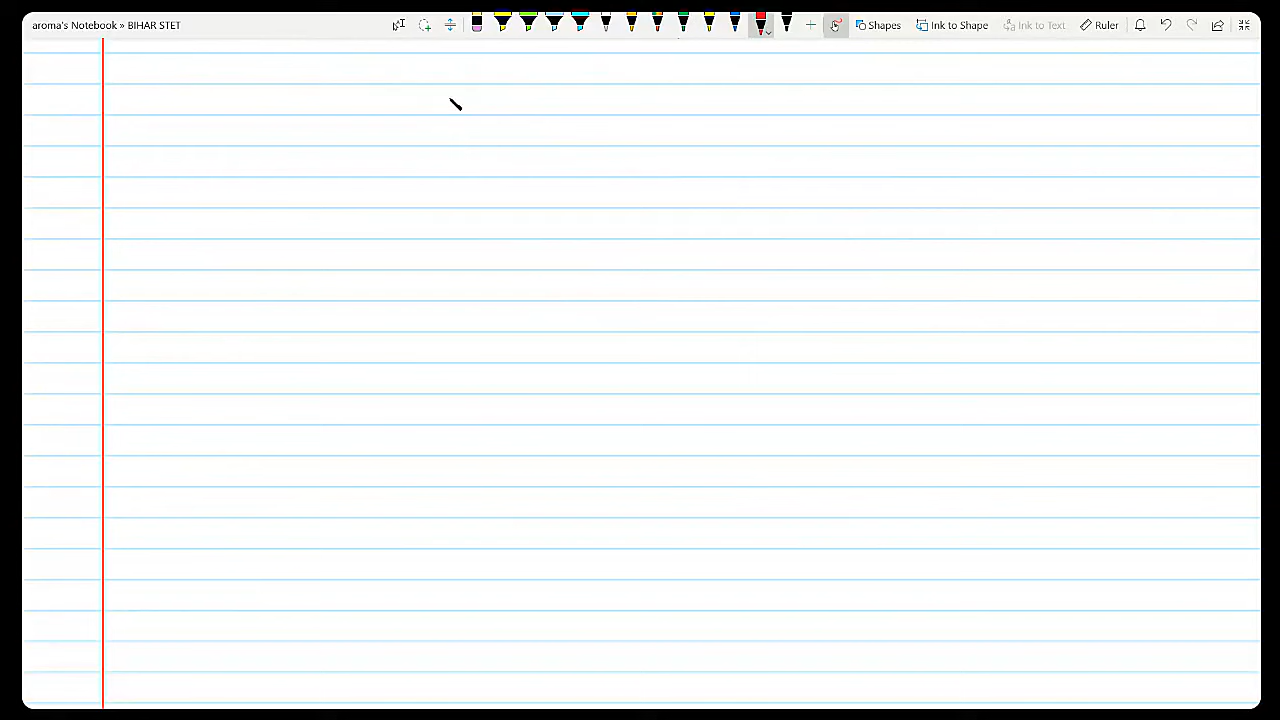 aroma's Notebook » BIHAR STET
Shapes
Ink to Shape
Ink to Text
Ruler